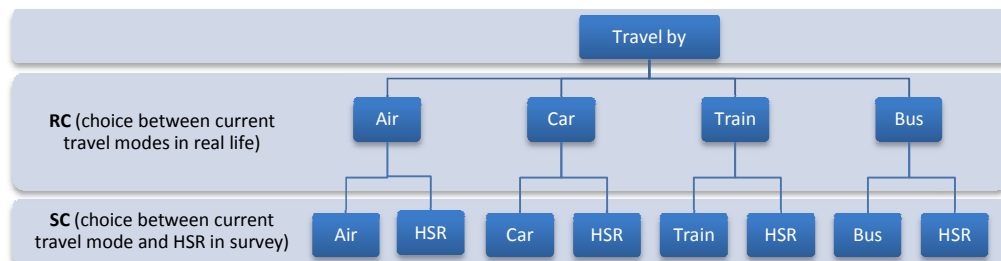 Travel by
RC (choice between current
travel modes in real life)
Air
Car
Train
Bus
SC (choice between current
travel mode and HSR in survey)
Air
HSR
Car
HSR
Train
HSR
Bus
HSR